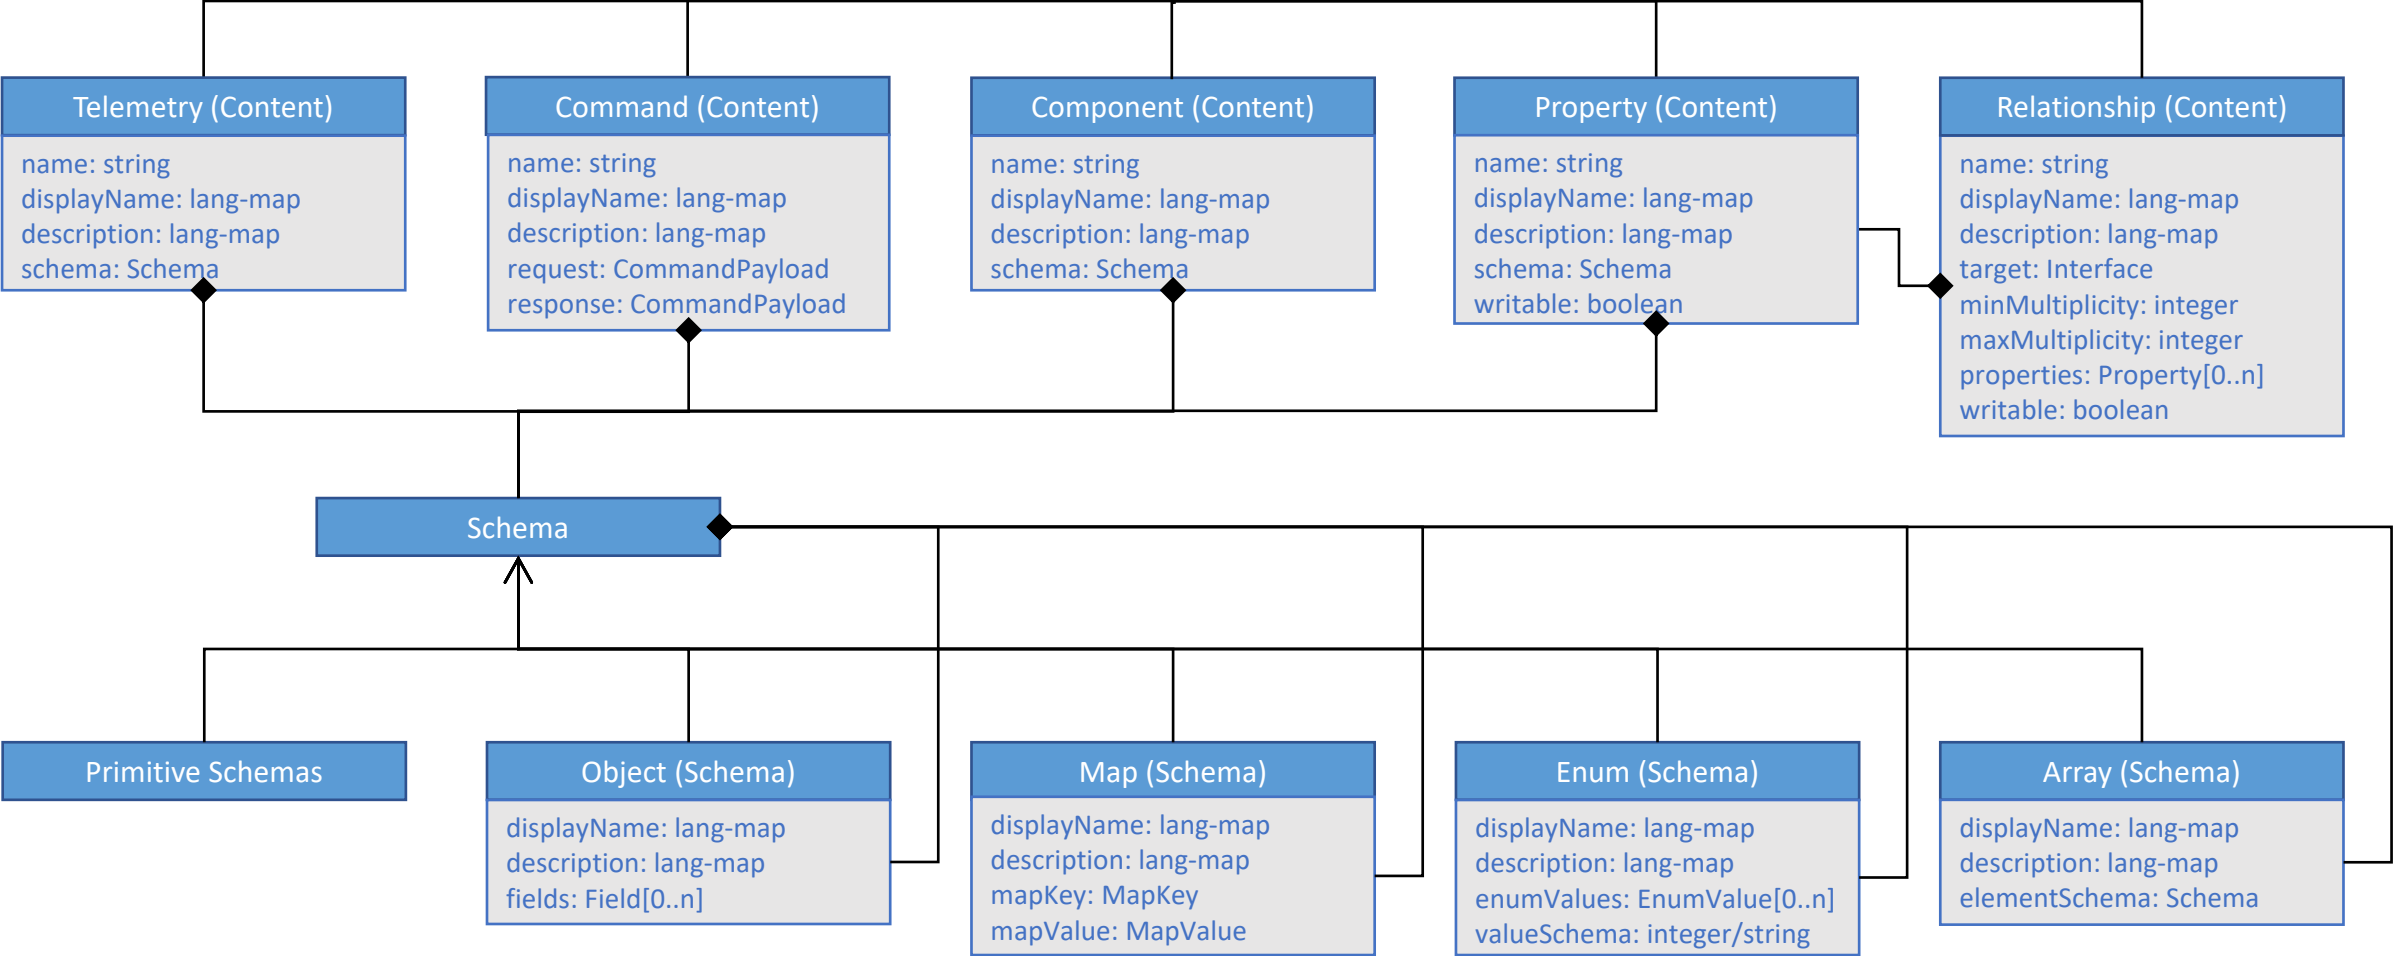 Telemetry (Content)
name: string
displayName: lang-map
description: lang-map
schema: Schema
Command (Content)
name: string
displayName: lang-map
description: lang-map
request: CommandPayload
response: CommandPayload
Component (Content)
name: string
displayName: lang-map
description: lang-map
schema: Schema
Property (Content)
name: string
displayName: lang-map
description: lang-map
schema: Schema
writable: boolean
Relationship (Content)
name: string
displayName: lang-map
description: lang-map
target: Interface
minMultiplicity: integer
maxMultiplicity: integer
properties: Property[0..n]
writable: boolean
Schema
Primitive Schemas
Object (Schema)
displayName: lang-map
description: lang-map
fields: Field[0..n]
Map (Schema)
displayName: lang-map
description: lang-map
mapKey: MapKey
mapValue: MapValue
Enum (Schema)
displayName: lang-map
description: lang-map
enumValues: EnumValue[0..n]
valueSchema: integer/string
Array (Schema)
displayName: lang-map
description: lang-map
elementSchema: Schema